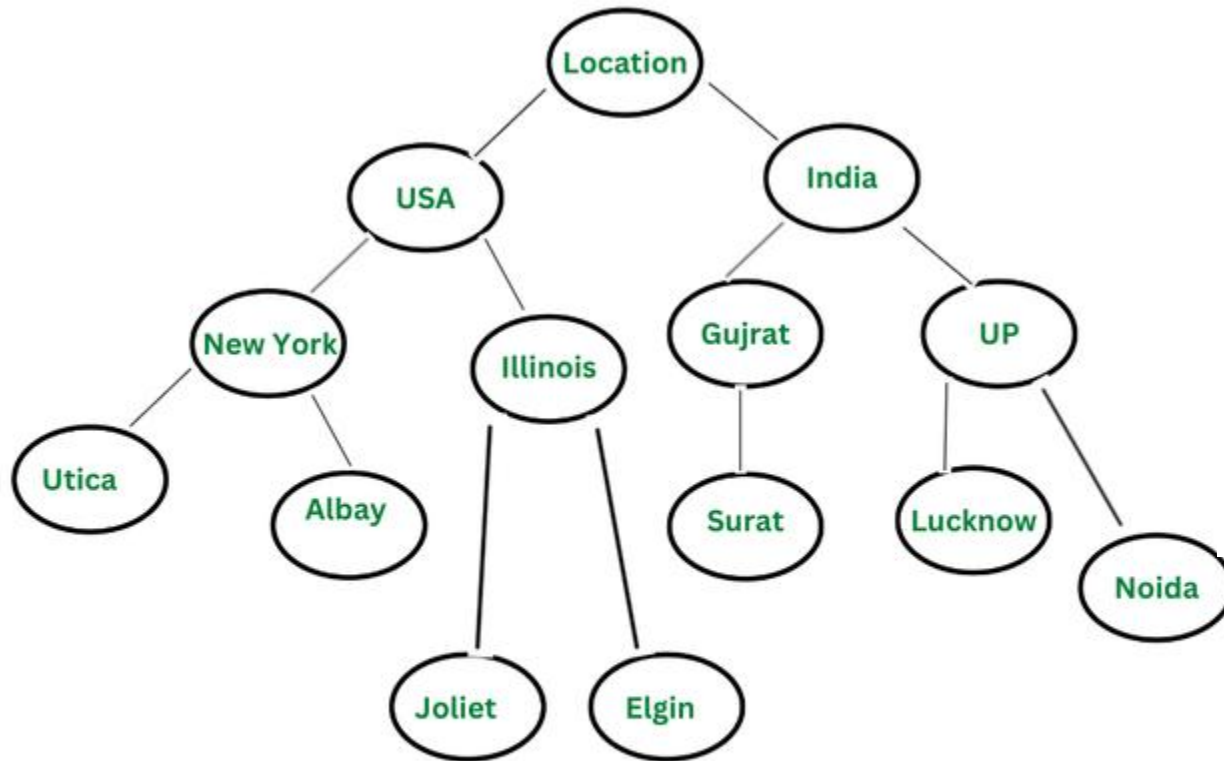 Location
USA
India
New York
Illinois
Gujrat
UP
Utica
Albay
Surat
Lucknow
Noida
Joliet
Elgin